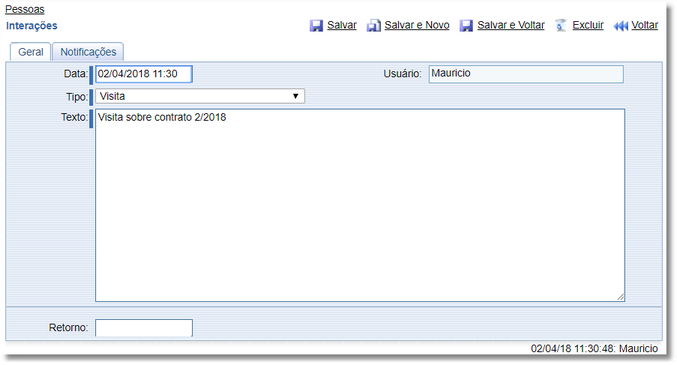 Pessoas
Interações
Salvar Salvar e Novo Salvar e Voltar Excluir Voltar
Geral Notificações
Data: 02/04/2018 11:30 Usuário: Mauricio
Tipo: Visita
Texto: Visita sobre contrato 2/2018
Retorno:
02/04/18 11:30:48: Mauricio